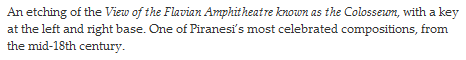 An etching of the View of the Flavian Amphitheatre known as the Colosseum, with a key
at the left and right base. One of Piranesi's most celebrated compositions, from
the mid-18th century.